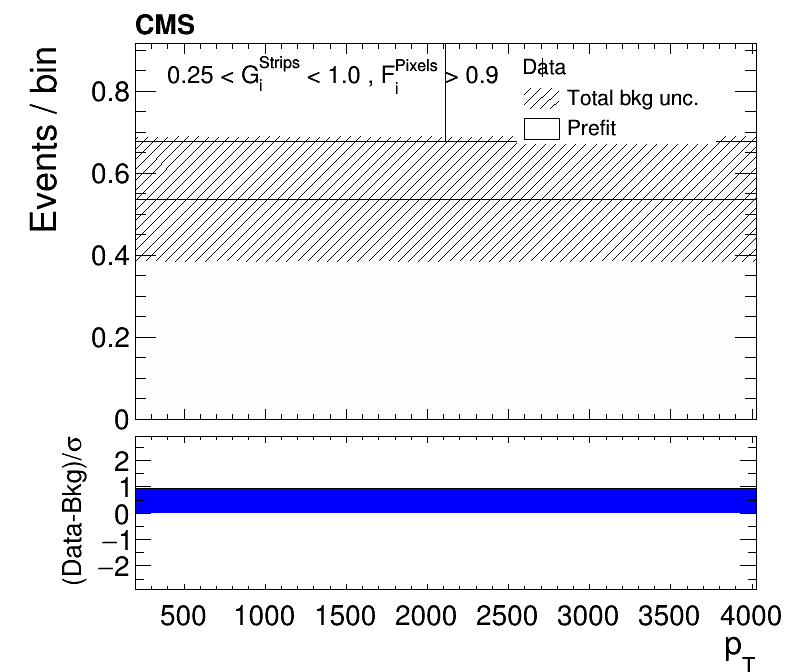 CMS
Events / bin
0.25 < G_i^Strips < 1.0 , F_i^Pixels > 0.9
Data
Total bkg unc.
Prefit
0.8
0.6
0.4
0.2
0
(Data-Bkg)/σ
2
1
0
−1
−2
500 1000 1500 2000 2500 3000 3500 4000
p_T